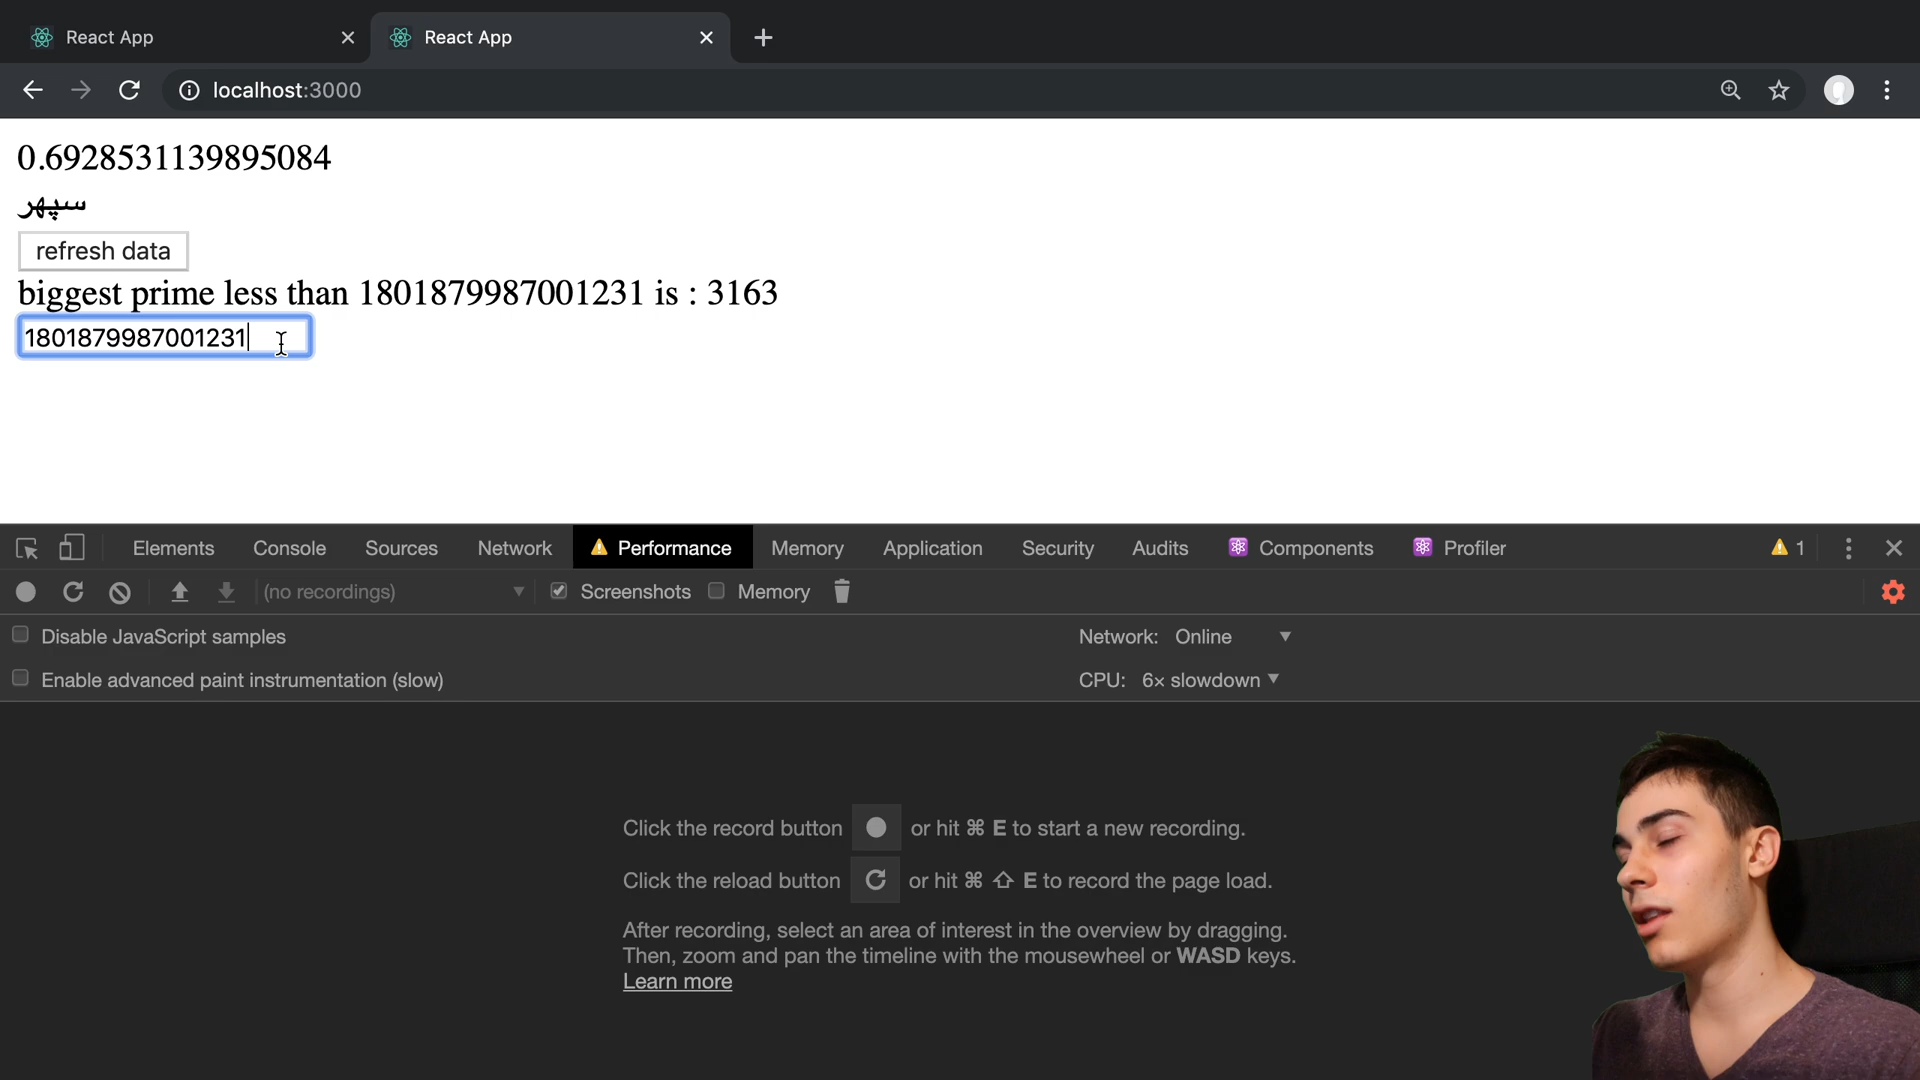 React App
React App
localhost:3000
0.6928531139895084
سپهر
refresh data
biggest prime less than 1801879987001231 is : 3163
1801879987001231
Elements Console Sources Network Performance Memory Application Security Audits Components Profiler 1
(no recordings) Screenshots Memory
Disable JavaScript samples Network: Online
Enable advanced paint instrumentation (slow) CPU: 6× slowdown
Click the record button or hit ⌘ E to start a new recording.
Click the reload button or hit ⌘ ⇧ E to record the page load.
After recording, select an area of interest in the overview by dragging.
Then, zoom and pan the timeline with the mousewheel or WASD keys.
Learn more